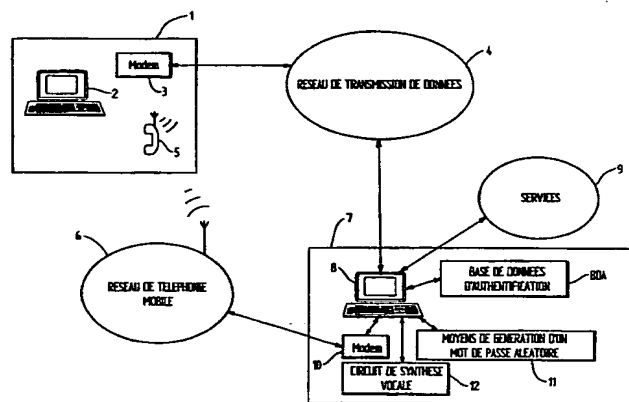 1
Modem
2
3
5
RESEAU DE TRANSMISSION DE DONNEES
4
SERVICES
9
6
RESEAU DE TELEPHONIE
MOBILE
7
8
BASE DE DONNEES
D'AUTHENTIFICATION
BDA
Modem
10
MOYENS DE GENERATION D'UN
MOT DE PASSE ALEATOIRE
11
CIRCUIT DE SYNTHESE
VOCALE
12